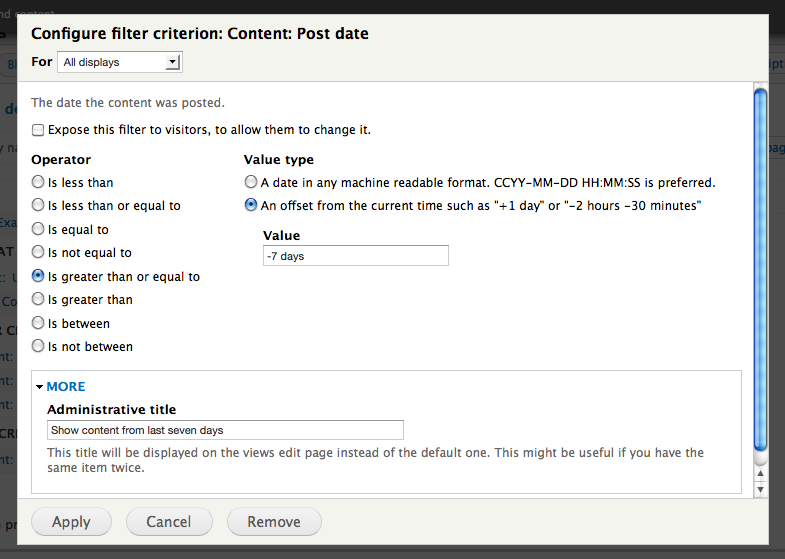 nd content
Configure filter criterion: Content: Post date
For All displays
The date the content was posted.
Expose this filter to visitors, to allow them to change it.
Operator
Is less than
Is less than or equal to
Is equal to
Is not equal to
Is greater than or equal to
Is greater than
Is between
Is not between
Value type
A date in any machine readable format. CCYY-MM-DD HH:MM:SS is preferred.
An offset from the current time such as "+1 day" or "-2 hours -30 minutes"
Value
-7 days
MORE
Administrative title
Show content from last seven days
This title will be displayed on the views edit page instead of the default one. This might be useful if you have the
same item twice.
Apply Cancel Remove